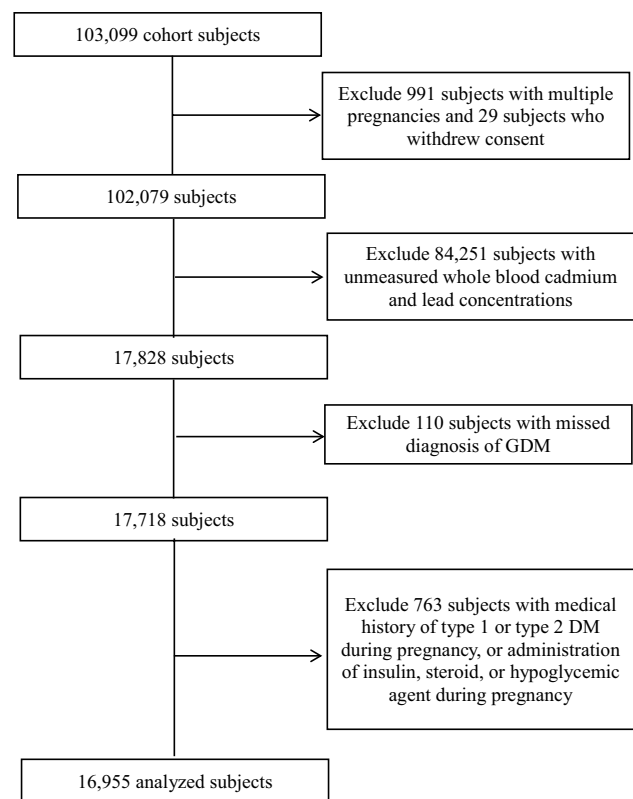 103,099 cohort subjects
Exclude 991 subjects with multiple
pregnancies and 29 subjects who
withdrew consent
102,079 subjects
Exclude 84,251 subjects with
unmeasured whole blood cadmium
and lead concentrations
17,828 subjects
Exclude 110 subjects with missed
diagnosis of GDM
17,718 subjects
Exclude 763 subjects with medical
history of type 1 or type 2 DM
during pregnancy, or administration
of insulin, steroid, or hypoglycemic
agent during pregnancy
16,955 analyzed subjects